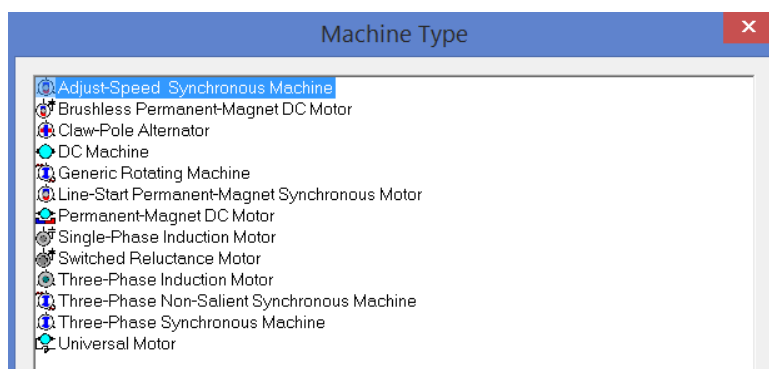 Machine Type
Adjust-Speed Synchronous Machine
Brushless Permanent-Magnet DC Motor
Claw-Pole Alternator
DC Machine
Generic Rotating Machine
Line-Start Permanent-Magnet Synchronous Motor
Permanent-Magnet DC Motor
Single-Phase Induction Motor
Switched Reluctance Motor
Three-Phase Induction Motor
Three-Phase Non-Salient Synchronous Machine
Three-Phase Synchronous Machine
Universal Motor